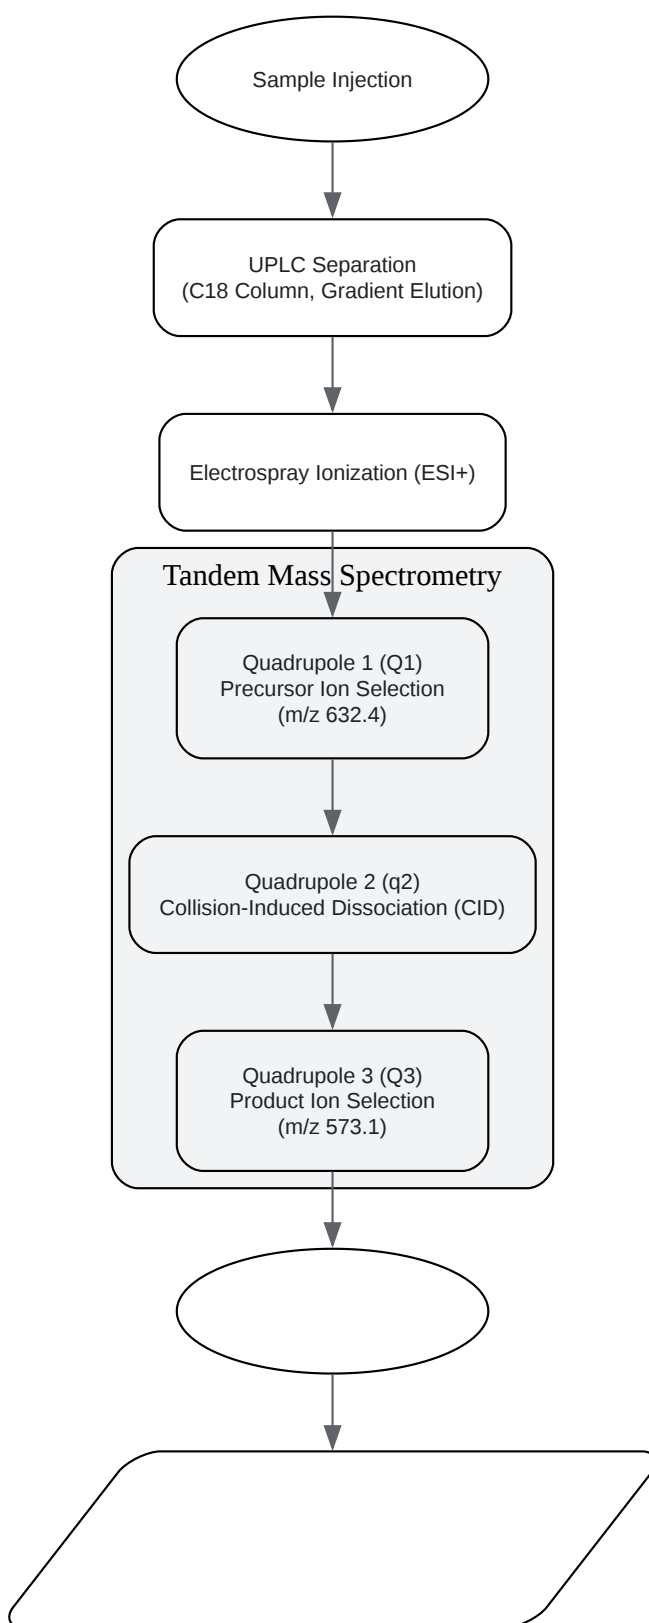 Sample Injection
UPLC Separation
(C18 Column, Gradient Elution)
Electrospray Ionization (ESI+)
Tandem Mass Spectrometry
Quadrupole 1 (Q1)
Precursor Ion Selection
(m/z 632.4)
Quadrupole 2 (q2)
Collision-Induced Dissociation (CID)
Quadrupole 3 (Q3)
Product Ion Selection
(m/z 573.1)